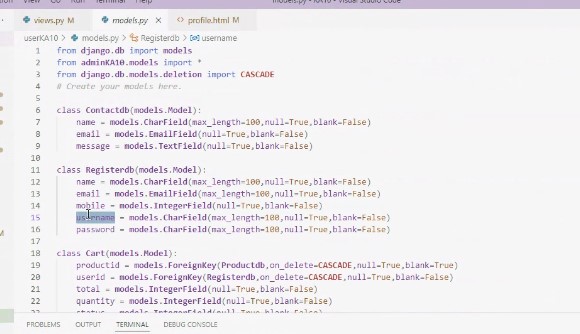 models.py - KA10 - Visual Studio Code
views.py M models.py × <> profile.html M
userKA10 > models.py > Registerdb > username
1 from django.db import models
2 from adminKA10.models import *
3 from django.db.models.deletion import CASCADE
4 # Create your models here.
5
6 class Contactdb(models.Model):
7 name = models.CharField(max_length=100,null=True,blank=False)
8 email = models.EmailField(null=True,blank=False)
9 message = models.TextField(null=True,blank=False)
10
11 class Registerdb(models.Model):
12 name = models.CharField(max_length=100,null=True,blank=False)
13 email = models.EmailField(max_length=100,null=True,blank=False)
14 mobile = models.IntegerField(null=True,blank=False)
15 username = models.CharField(max_length=100,null=True,blank=False)
16 password = models.CharField(max_length=100,null=True,blank=False)
17
18 class Cart(models.Model):
19 productid = models.ForeignKey(Productdb,on_delete=CASCADE,null=True,blank=True)
20 userid = models.ForeignKey(Registerdb,on_delete=CASCADE,null=True,blank=False)
21 total = models.IntegerField(null=True,blank=False)
22 quantity = models.IntegerField(null=True,blank=False)
PROBLEMS OUTPUT TERMINAL DEBUG CONSOLE